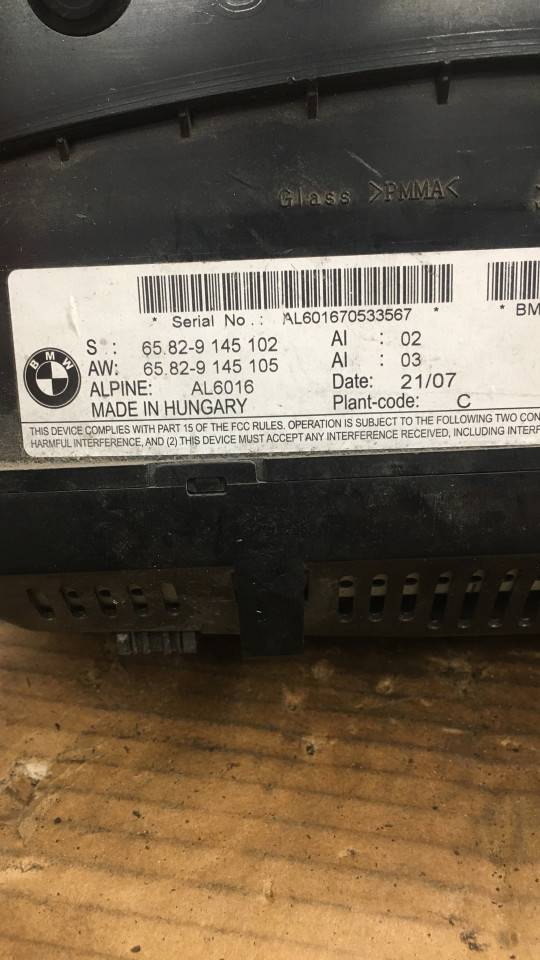 Glass >PMMA<
* Serial No.: AL601670533567 *
* BM
BMW
S : 65.82-9 145 102 AI : 02
AW: 65.82-9 145 105 AI : 03
ALPINE: AL6016 Date: 21/07
MADE IN HUNGARY Plant-code: C
THIS DEVICE COMPLIES WITH PART 15 OF THE FCC RULES. OPERATION IS SUBJECT TO THE FOLLOWING TWO CON
HARMFUL INTERFERENCE, AND (2) THIS DEVICE MUST ACCEPT ANY INTERFERENCE RECEIVED, INCLUDING INTERF